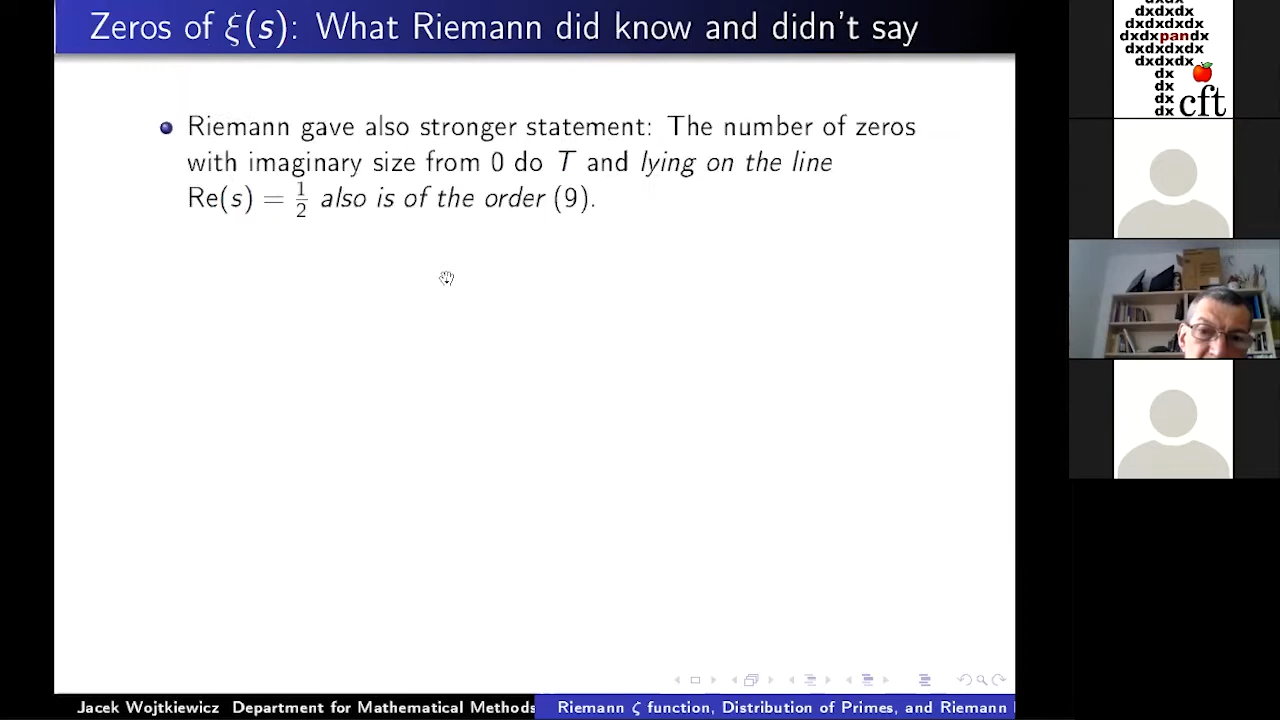 Zeros of ξ(s): What Riemann did know and didn't say
Riemann gave also stronger statement: The number of zeros
with imaginary size from 0 do T and lying on the line
Re(s) = 1/2 also is of the order (9).
Jacek Wojtkiewicz Department for Mathematical Methods
Riemann ζ function, Distribution of Primes, and Riemann
dxdxdx
dxdxdx
dxdxdxdx
dxdxpandx
dxdxdxdx
dxdxdx
dx
dx
dx
dx cft